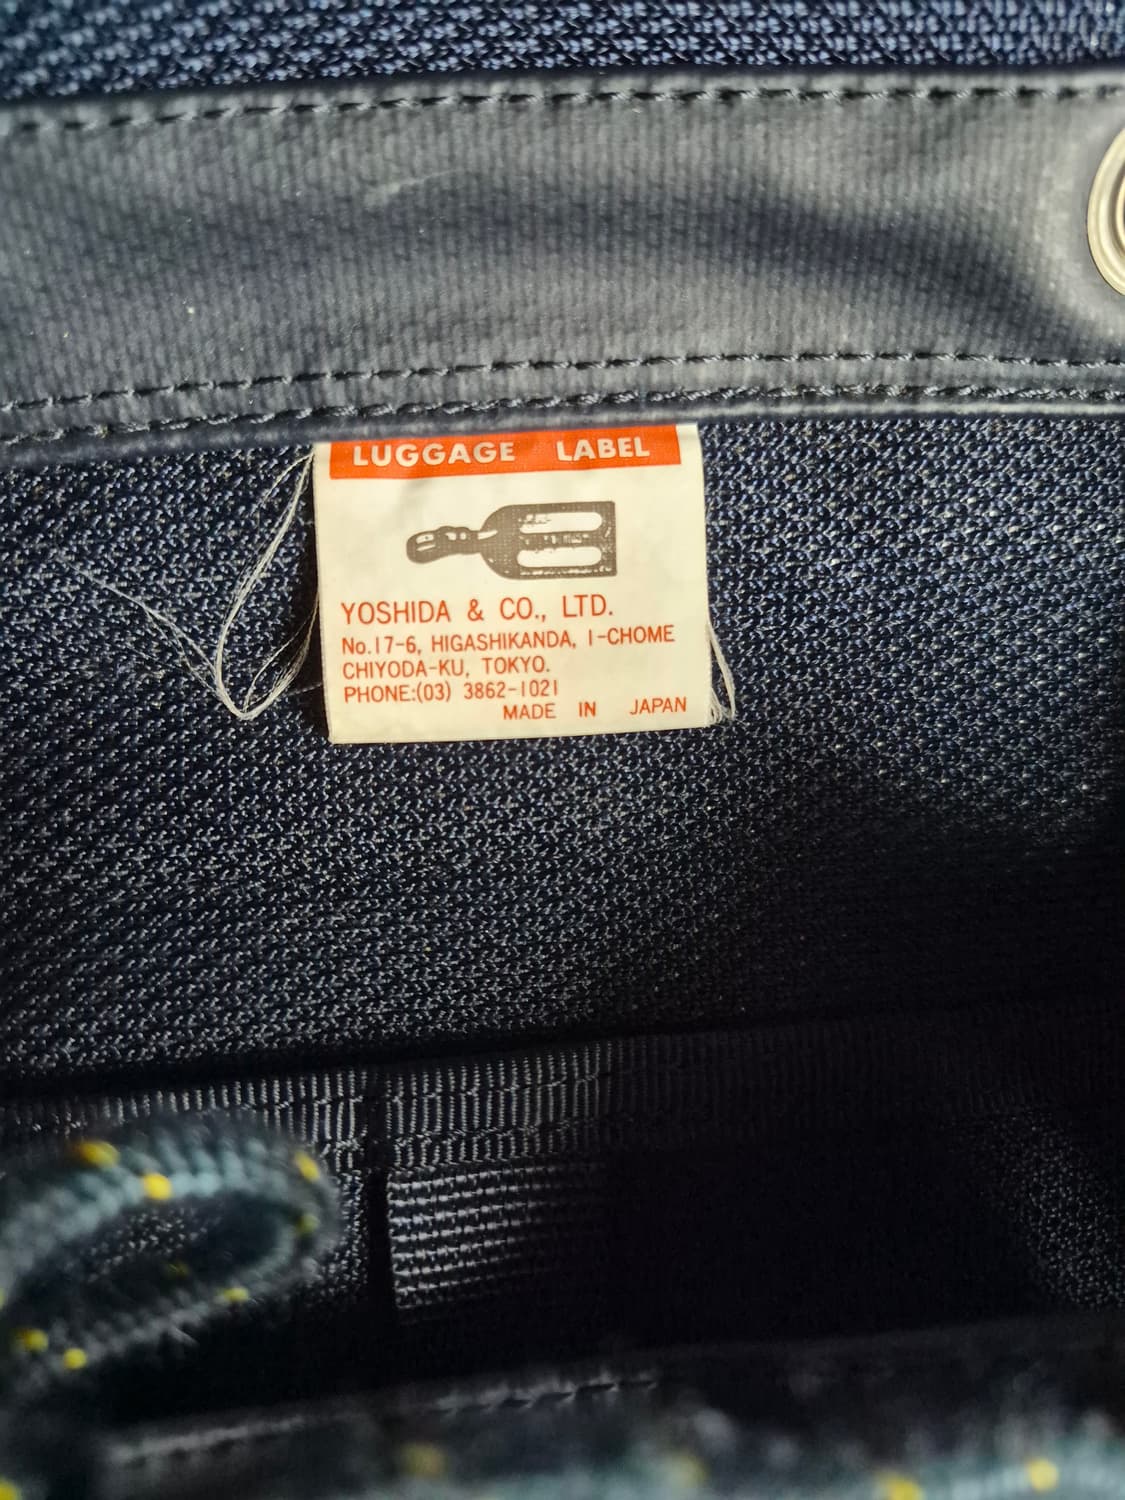 LUGGAGE LABEL
YOSHIDA & CO., LTD.
No.17-6, HIGASHIKANDA, 1-CHOME
CHIYODA-KU, TOKYO.
PHONE:(03) 3862-1021
MADE IN JAPAN